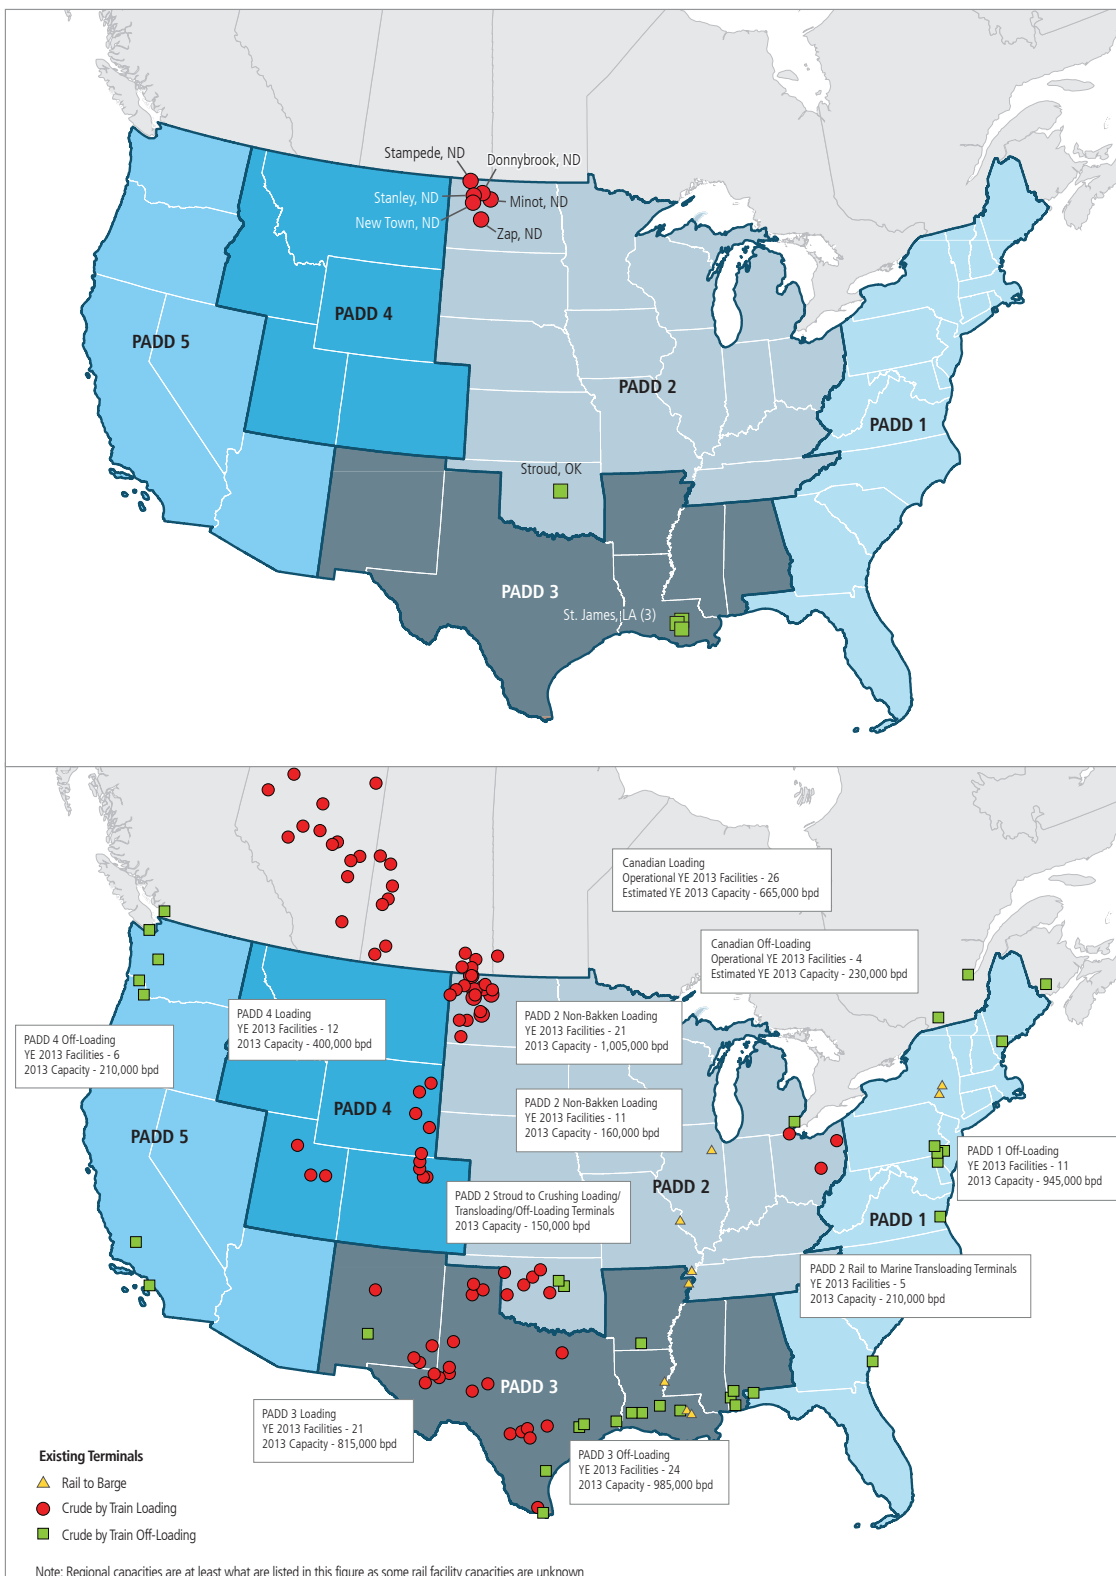 Stampede, ND
Donnybrook, ND
Stanley, ND
Minot, ND
New Town, ND
Zap, ND
PADD 4
PADD 5
PADD 2
PADD 1
Stroud, OK
PADD 3
St. James, LA (3)
Canadian Loading
Operational YE 2013 Facilities - 26
Estimated YE 2013 Capacity - 665,000 bpd
Canadian Off-Loading
Operational YE 2013 Facilities - 4
Estimated YE 2013 Capacity - 230,000 bpd
PADD 4 Loading
YE 2013 Facilities - 12
2013 Capacity - 400,000 bpd
PADD 2 Non-Bakken Loading
YE 2013 Facilities - 21
2013 Capacity - 1,005,000 bpd
PADD 4 Off-Loading
YE 2013 Facilities - 6
2013 Capacity - 210,000 bpd
PADD 2 Non-Bakken Loading
YE 2013 Facilities - 11
2013 Capacity - 160,000 bpd
PADD 4
PADD 5
PADD 1 Off-Loading
YE 2013 Facilities - 11
2013 Capacity - 945,000 bpd
PADD 2
PADD 2 Stroud to Crushing Loading/
Transloading/Off-Loading Terminals
2013 Capacity - 150,000 bpd
PADD 1
PADD 2 Rail to Marine Transloading Terminals
YE 2013 Facilities - 5
2013 Capacity - 210,000 bpd
PADD 3
PADD 3 Loading
YE 2013 Facilities - 21
2013 Capacity - 815,000 bpd
PADD 3 Off-Loading
YE 2013 Facilities - 24
2013 Capacity - 985,000 bpd
Existing Terminals
Rail to Barge
Crude by Train Loading
Crude by Train Off-Loading
Note: Regional capacities are at least what are listed in this figure as some rail facility capacities are unknown